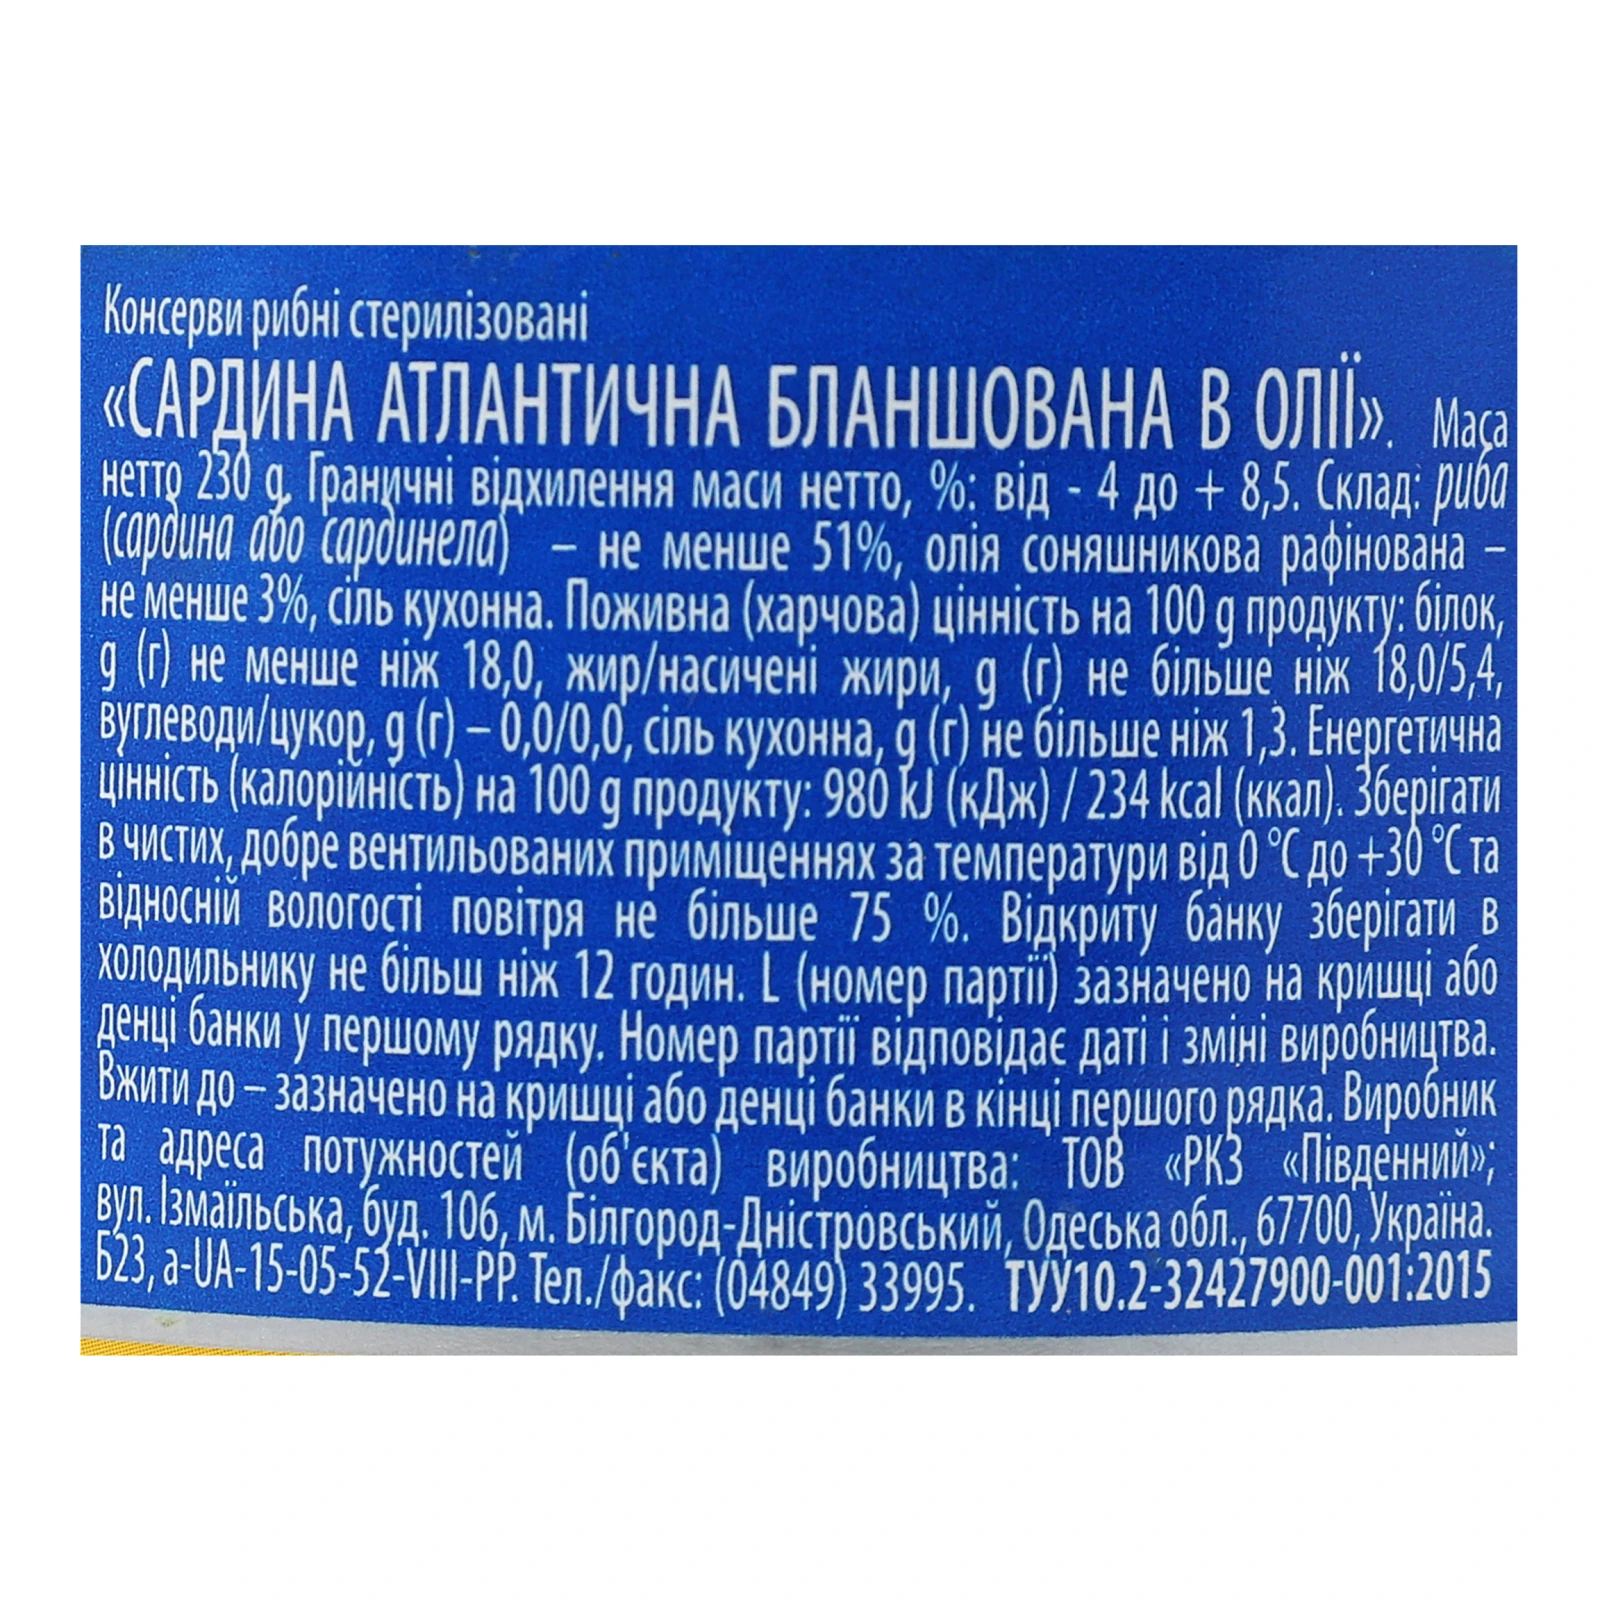 Консерви рибні стерилізовані
«САРДИНА АТЛАНТИЧНА БЛАНШОВАНА В ОЛІЇ». Маса
нетто 230 g. Граничні відхилення маси нетто, %: від - 4 до + 8,5. Склад: риба
(сардина або сардинела) – не менше 51%, олія соняшникова рафінована –
не менше 3%, сіль кухонна. Поживна (харчова) цінність на 100 g продукту: білок,
g (г) не менше ніж 18,0, жир/насичені жири, g (г) не більше ніж 18,0/5,4,
вуглеводи/цукор, g (г) – 0,0/0,0, сіль кухонна, g (г) не більше ніж 1,3. Енергетична
цінність (калорійність) на 100 g продукту: 980 kJ (кДж) / 234 kcal (ккал). Зберігати
в чистих, добре вентильованих приміщеннях за температури від 0 °С до +30 °С та
відносній вологості повітря не більше 75 %. Відкриту банку зберігати в
холодильнику не більш ніж 12 годин. L (номер партії) зазначено на кришці або
денці банки у першому рядку. Номер партії відповідає даті і зміні виробництва.
Вжити до – зазначено на кришці або денці банки в кінці першого рядка. Виробник
та адреса потужностей (об'єкта) виробництва: ТОВ «РКЗ «Південний»;
вул. Ізмаїльська, буд. 106, м. Білгород-Дністровський, Одеська обл., 67700, Україна.
Б23, a-UA-15-05-52-VIII-PP. Тел./факс: (04849) 33995. ТУУ10.2-32427900-001:2015